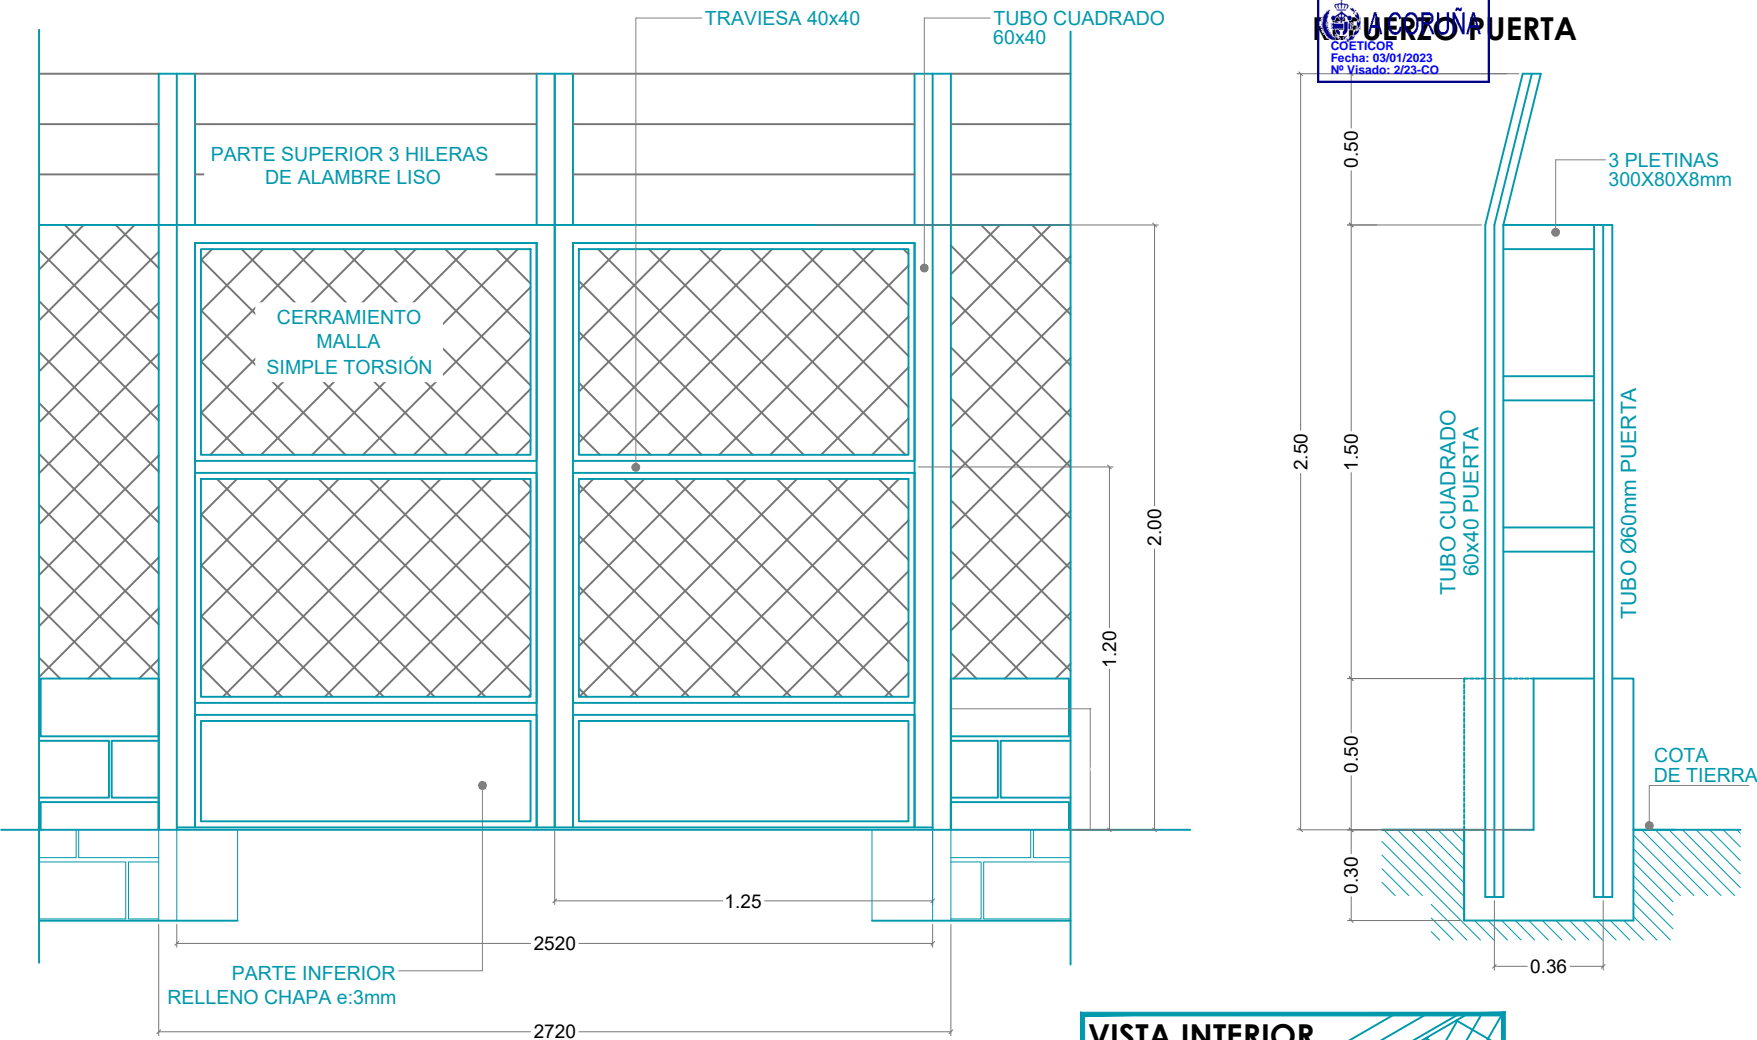 TRAVIESA 40x40
TUBO CUADRADO
60x40
A CORUÑA
COETICOR
Fecha: 03/01/2023
Nº Visado: 2/23-CO
PUERTA
PARTE SUPERIOR 3 HILERAS
DE ALAMBRE LISO
CERRAMIENTO
MALLA
SIMPLE TORSIÓN
2.00
1.20
1.25
2520
PARTE INFERIOR
RELLENO CHAPA e:3mm
2720
0.50
3 PLETINAS
300X80X8mm
2.50
1.50
TUBO CUADRADO
60x40 PUERTA
TUBO Ø60mm PUERTA
0.50
COTA
DE TIERRA
0.30
0.36
VISTA INTERIOR